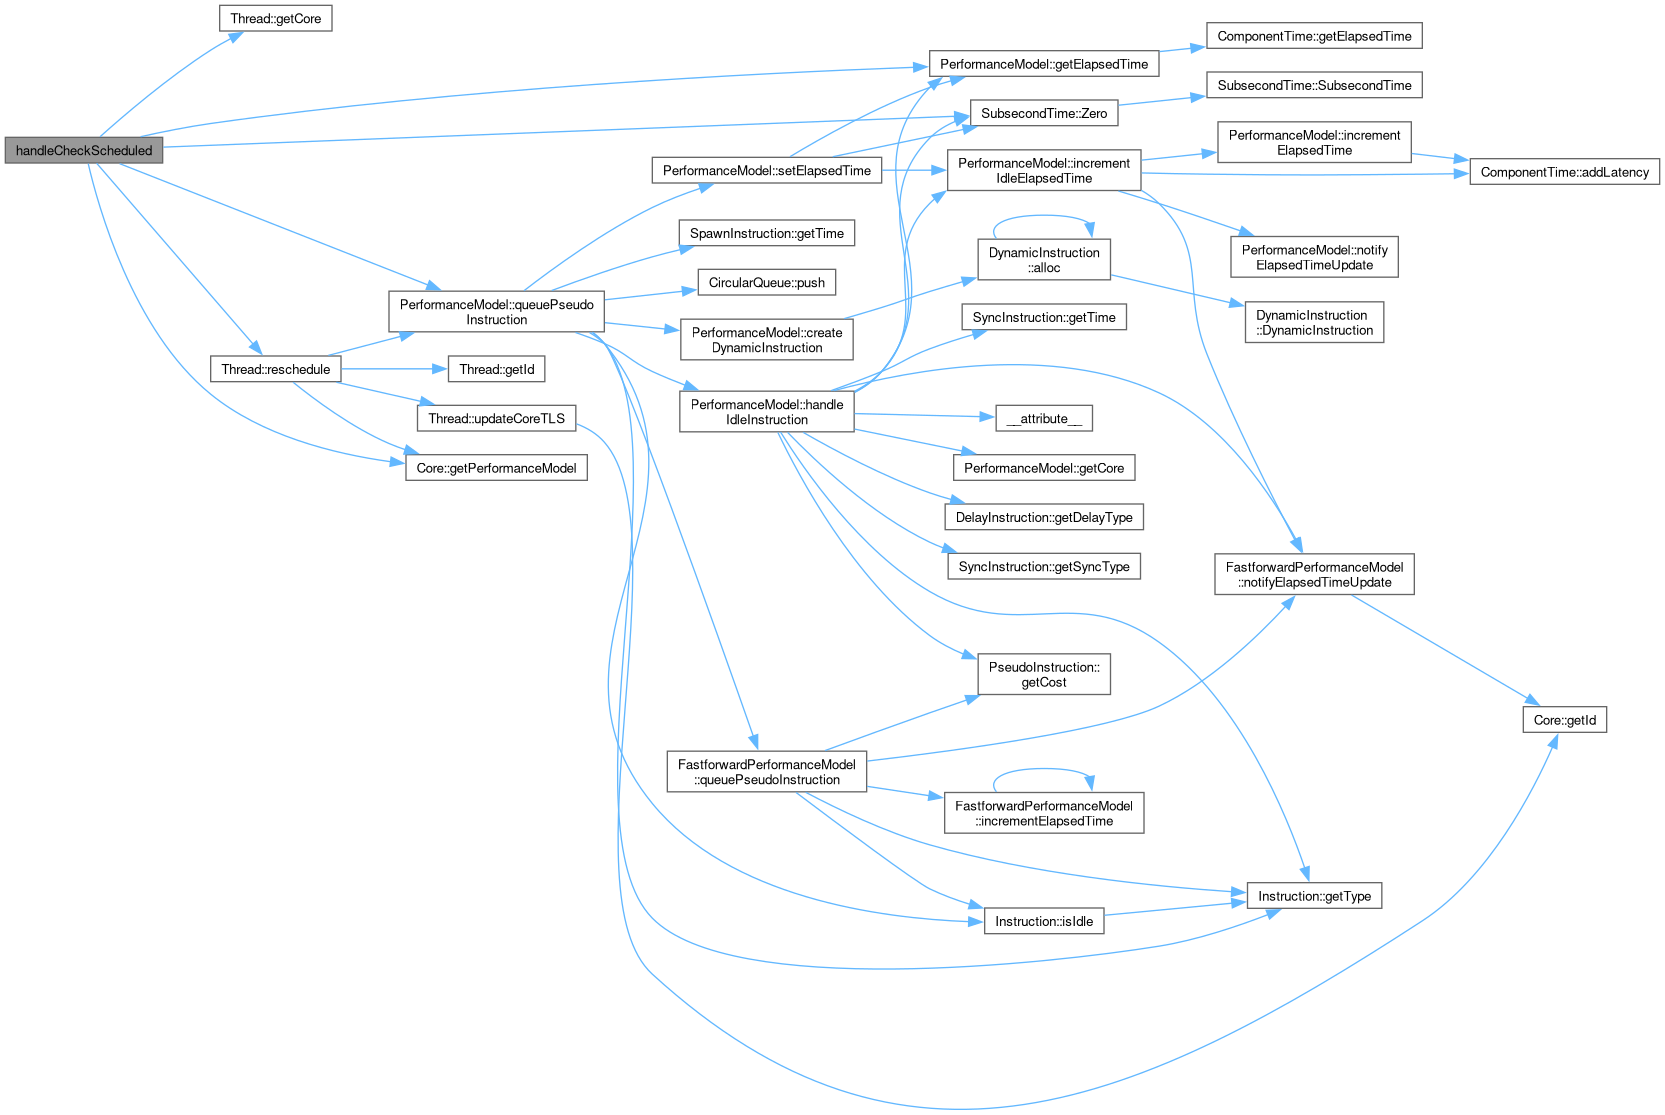 handleCheckScheduled
Thread::getCore
PerformanceModel::getElapsedTime
ComponentTime::getElapsedTime
SubsecondTime::Zero
SubsecondTime::SubsecondTime
PerformanceModel::queuePseudo
Instruction
PerformanceModel::setElapsedTime
PerformanceModel::increment
IdleElapsedTime
PerformanceModel::increment
ElapsedTime
ComponentTime::addLatency
PerformanceModel::notify
ElapsedTimeUpdate
SpawnInstruction::getTime
CircularQueue::push
PerformanceModel::create
DynamicInstruction
DynamicInstruction
::alloc
DynamicInstruction
::DynamicInstruction
SyncInstruction::getTime
Thread::reschedule
Thread::getId
Thread::updateCoreTLS
Core::getPerformanceModel
PerformanceModel::handle
IdleInstruction
__attribute__
PerformanceModel::getCore
DelayInstruction::getDelayType
SyncInstruction::getSyncType
FastforwardPerformanceModel
::notifyElapsedTimeUpdate
PseudoInstruction::
getCost
Core::getId
FastforwardPerformanceModel
::queuePseudoInstruction
FastforwardPerformanceModel
::incrementElapsedTime
Instruction::getType
Instruction::isIdle